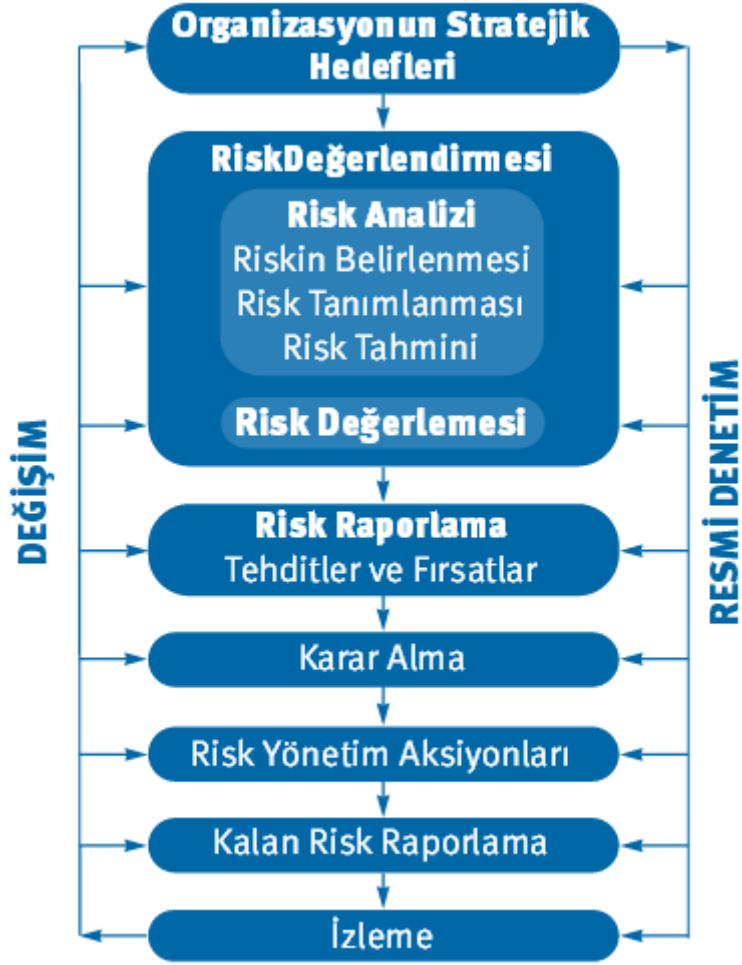 Organizasyonun Stratejik
Hedefleri
RiskDeğerlendirmesi
Risk Analizi
Riskin Belirlenmesi
Risk Tanımlanması
Risk Tahmini
Risk Değerlemesi
Risk Raporlama
Tehditler ve Fırsatlar
Karar Alma
Risk Yönetim Aksiyonları
Kalan Risk Raporlama
İzleme
DEĞİŞİM
RESMİ DENETİM